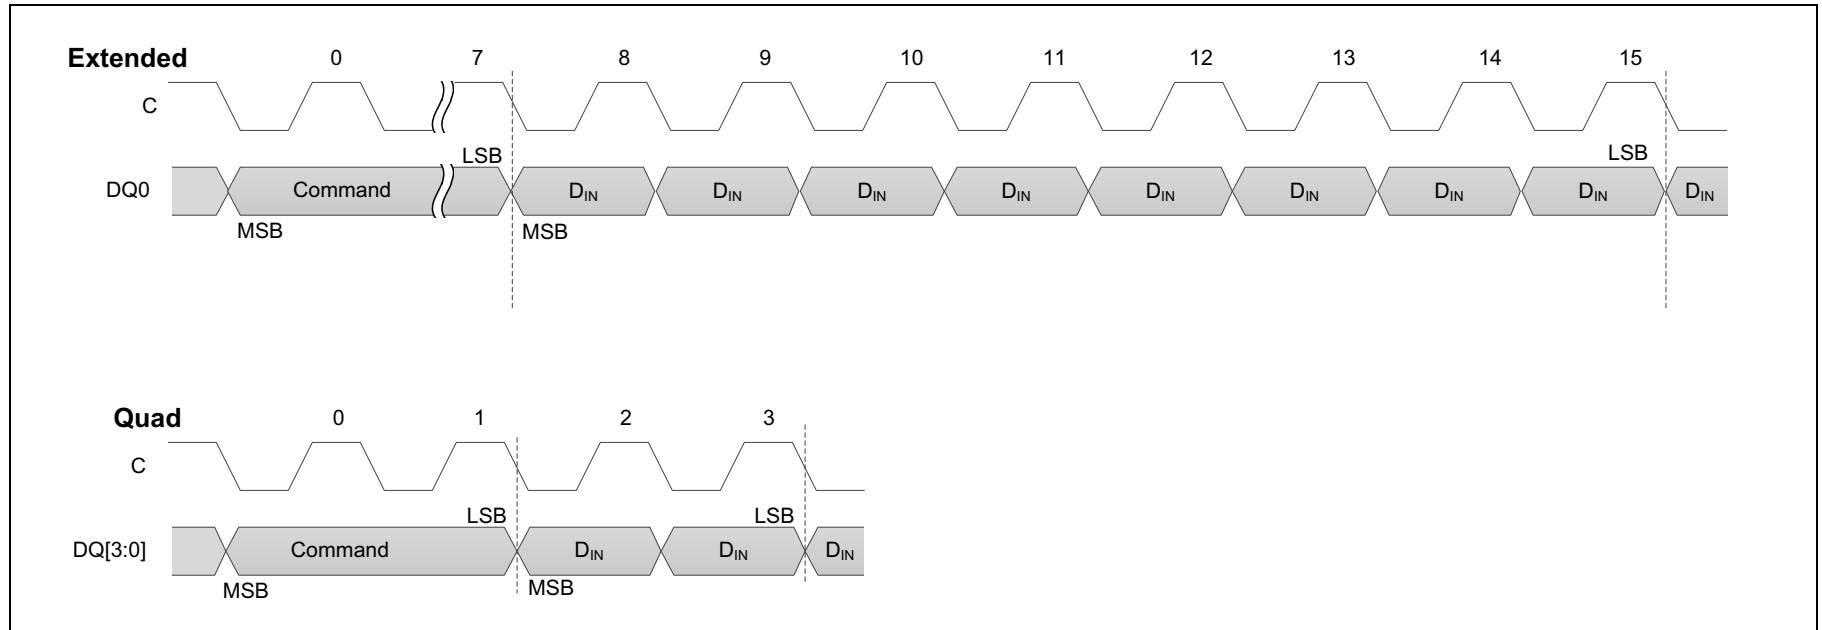 Extended 0 7 8 9 10 11 12 13 14 15
C
LSB LSB
DQ0 Command DIN DIN DIN DIN DIN DIN DIN DIN DIN
MSB MSB
Quad 0 1 2 3
C
LSB LSB
DQ[3:0] Command DIN DIN DIN
MSB MSB